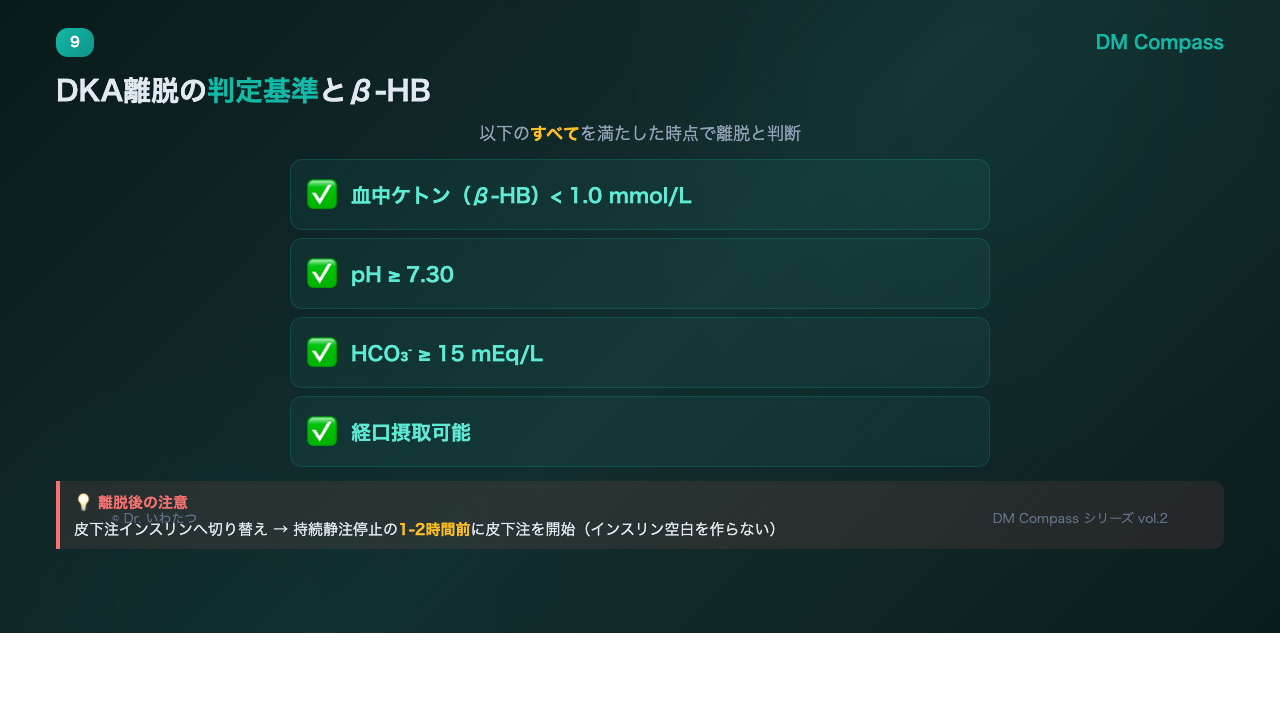 9
DM Compass
DKA離脱の判定基準とβ-HB
以下のすべてを満たした時点で離脱と判断
✅ 血中ケトン（β-HB）< 1.0 mmol/L
✅ pH ≥ 7.30
✅ HCO₃⁻ ≥ 15 mEq/L
✅ 経口摂取可能
💡 離脱後の注意
© Dr. いわたつ
DM Compass シリーズ vol.2
皮下注インスリンへ切り替え → 持続静注停止の1-2時間前に皮下注を開始（インスリン空白を作らない）